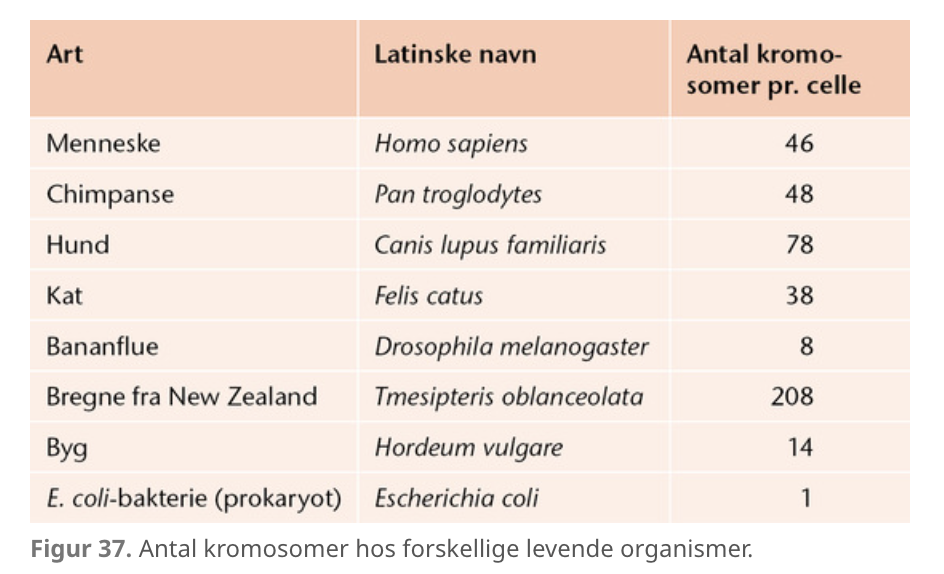 Art Latinske navn Antal kromo-
somer pr. celle
Menneske Homo sapiens 46
Chimpanse Pan troglodytes 48
Hund Canis lupus familiaris 78
Kat Felis catus 38
Bananflue Drosophila melanogaster 8
Bregne fra New Zealand Tmesipteris oblanceolata 208
Byg Hordeum vulgare 14
E. coli-bakterie (prokaryot) Escherichia coli 1
Figur 37. Antal kromosomer hos forskellige levende organismer.